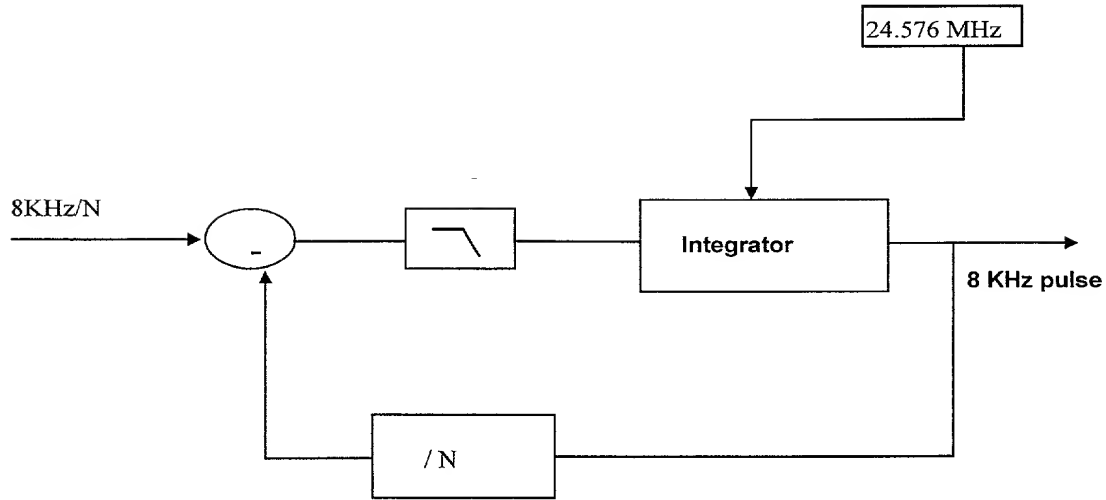 24.576 MHz
8KHz/N
-
Integrator
8 KHz pulse
/ N